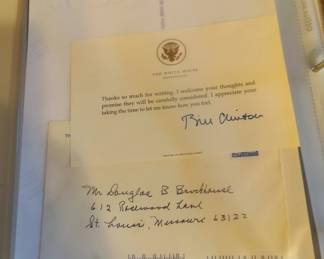 THE WHITE HOUSE
Thanks so much for writing. I welcome your thoughts and
promise they will be carefully considered. I appreciate your
taking the time to let me know how you feel.
Bill Clinton
Mr Douglas B Brockhouse
612 Rosewood Lane
St. Louis, Missouri 63122